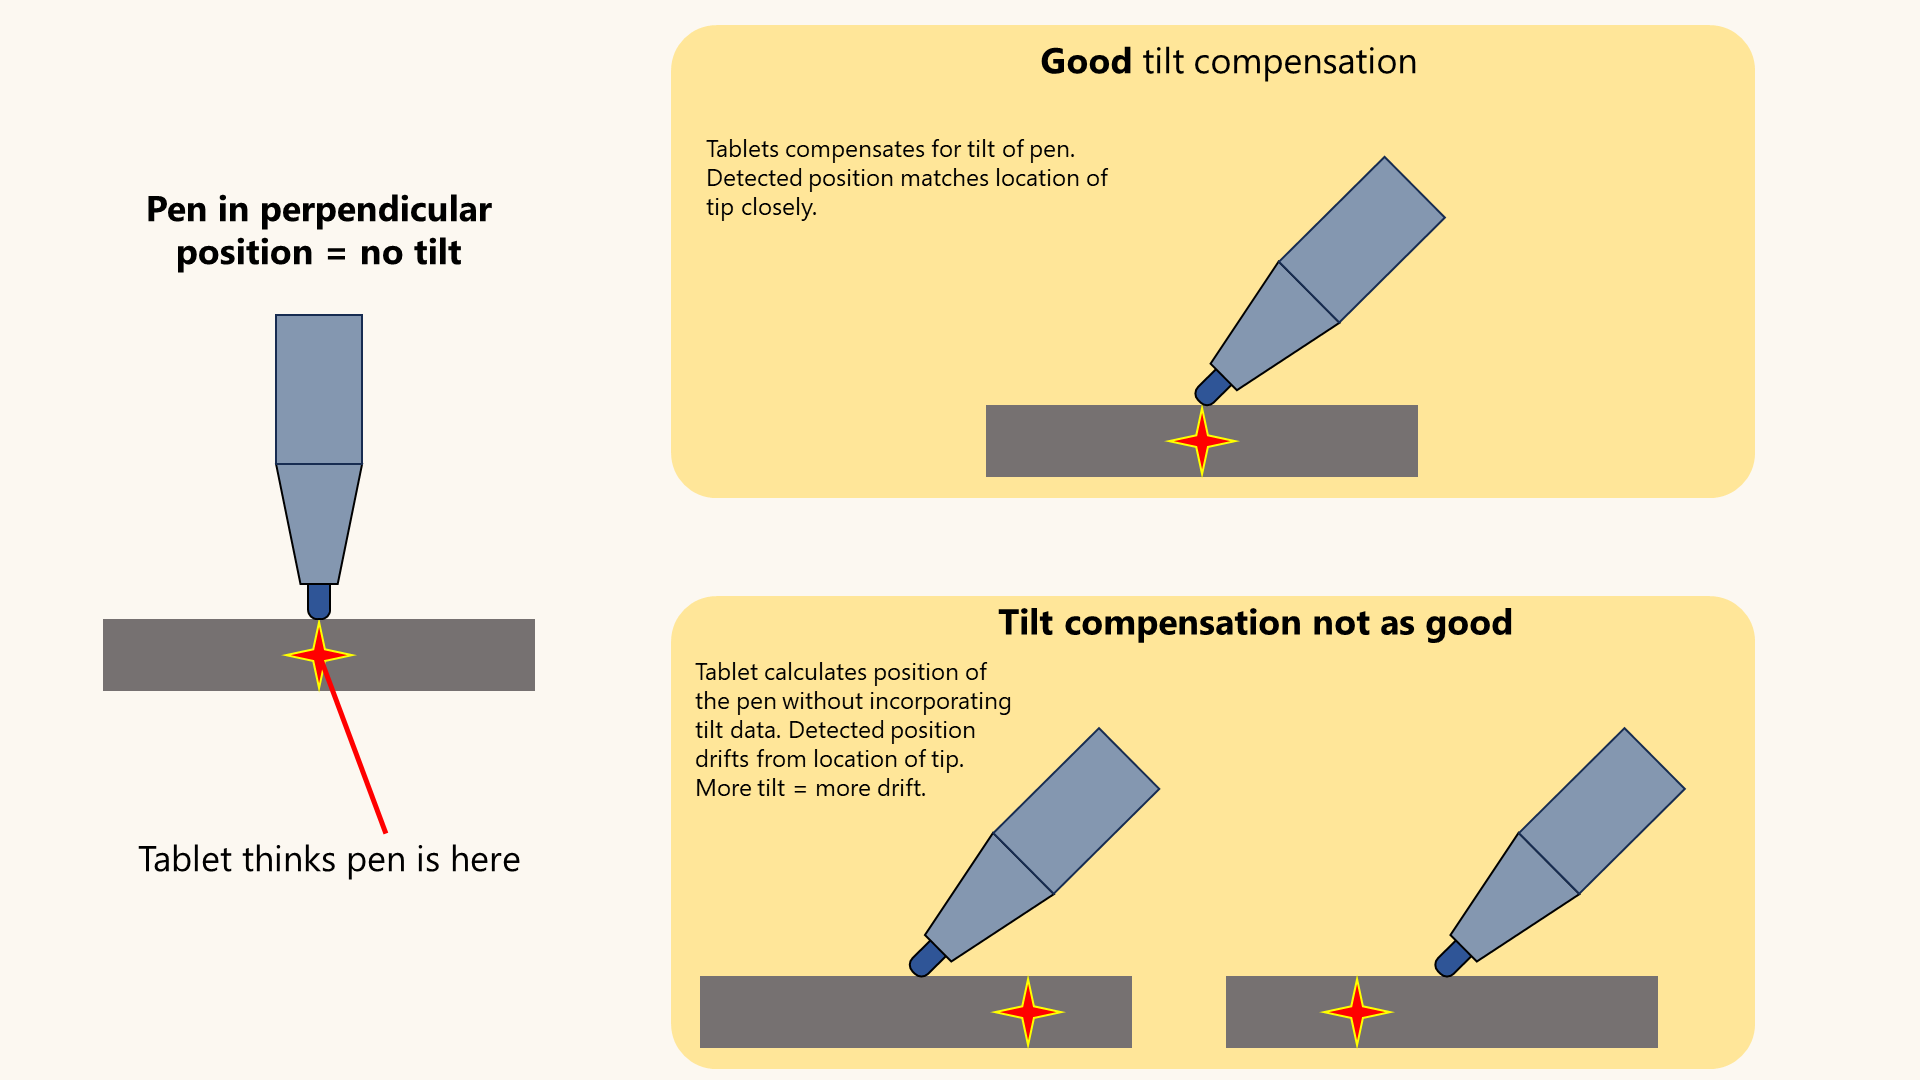 Pen in perpendicular
position = no tilt
Tablet thinks pen is here
Good tilt compensation
Tablets compensates for tilt of pen.
Detected position matches location of
tip closely.
Tilt compensation not as good
Tablet calculates position of
the pen without incorporating
tilt data. Detected position
drifts from location of tip.
More tilt = more drift.